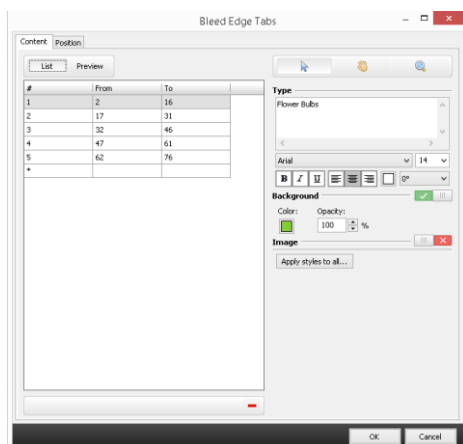 Bleed Edge Tabs
Content Position
List Preview
# From To
1 2 16
2 17 31
3 32 46
4 47 61
5 62 76
*
Type
Flower Bulbs
Arial 14
B I U 0°
Background
Color: Opacity:
100 %
Image
Apply styles to all...
OK Cancel